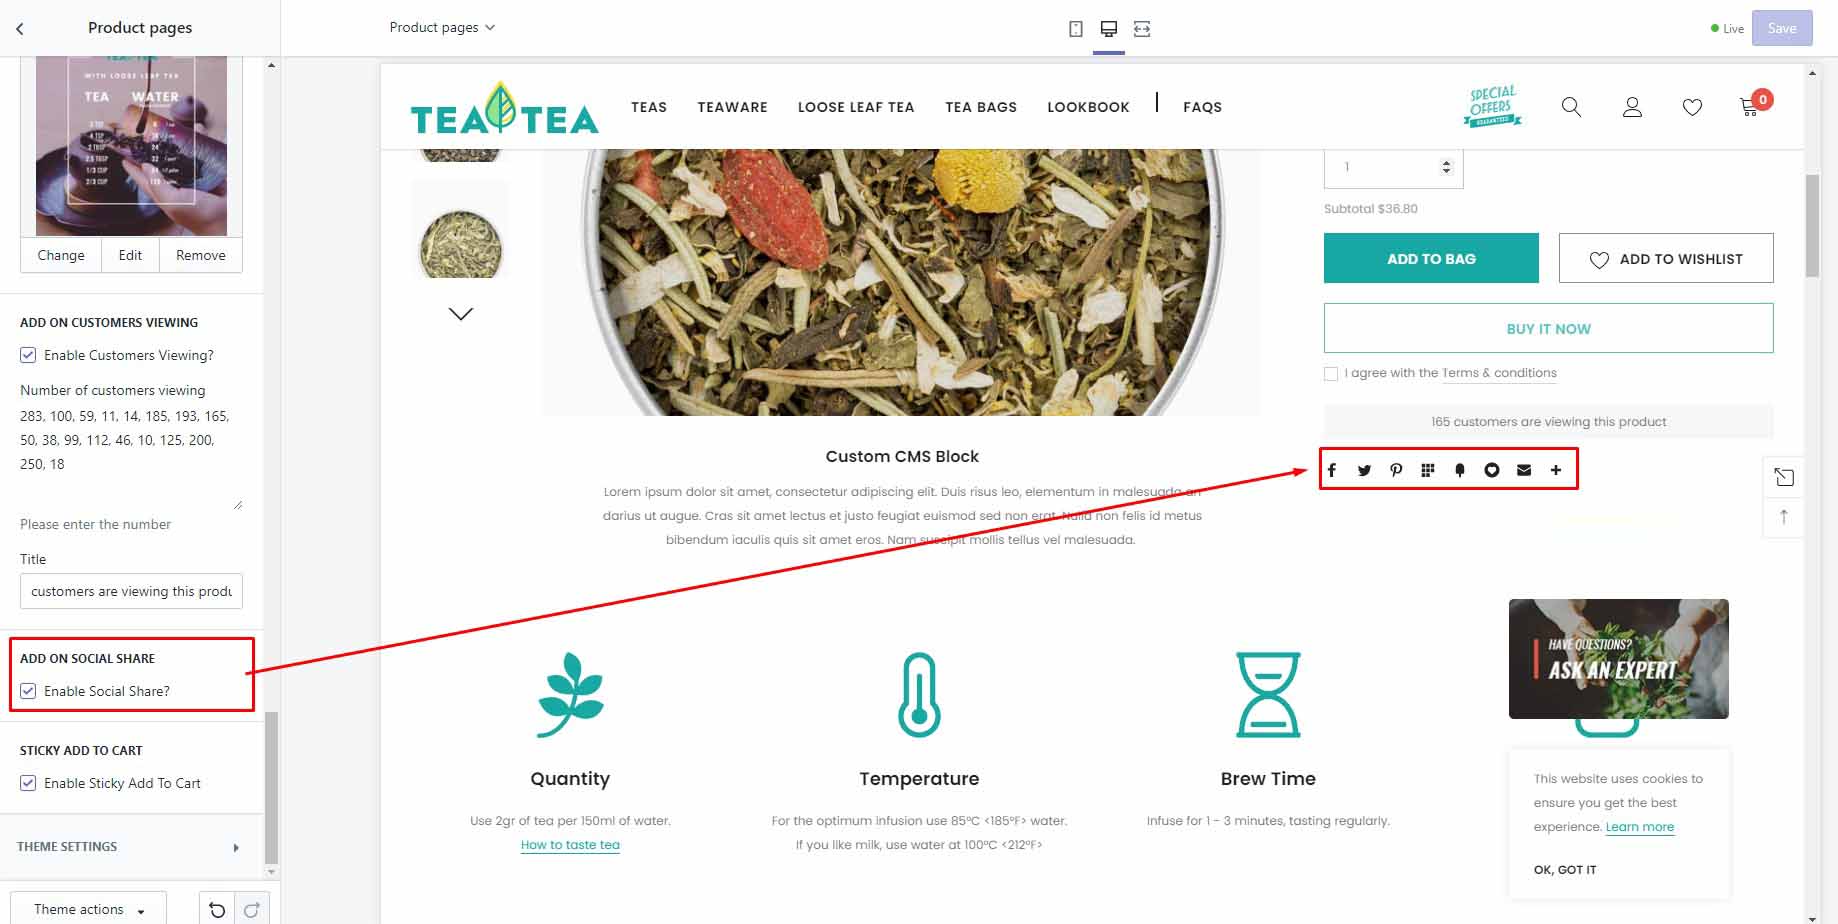 Product pages
Product pages
Live
Save
WITH LOOSE LEAF TEA
TEA WATER
1/3 CUP
2/3 CUP
Change
Edit
Remove
ADD ON CUSTOMERS VIEWING
Enable Customers Viewing?
Number of customers viewing
283, 100, 59, 11, 14, 185, 193, 165,
50, 38, 99, 112, 46, 10, 125, 200,
250, 18
Please enter the number
Title
customers are viewing this produ
ADD ON SOCIAL SHARE
Enable Social Share?
STICKY ADD TO CART
Enable Sticky Add To Cart
THEME SETTINGS
Theme actions
TEA TEA
TEAS
TEAWARE
LOOSE LEAF TEA
TEA BAGS
LOOKBOOK
FAQS
SPECIAL
OFFERS
GUARANTEED
0
1
Subtotal $36.80
ADD TO BAG
ADD TO WISHLIST
BUY IT NOW
I agree with the Terms & conditions
165 customers are viewing this product
Custom CMS Block
Lorem ipsum dolor sit amet, consectetur adipiscing elit. Duis risus leo, elementum in malesuada an
darius ut augue. Cras sit amet lectus et justo feugiat euismod sed non erat. Nulla non felis id metus
bibendum iaculis quis sit amet eros. Nam suscipit mollis tellus vel malesuada.
Quantity
Use 2gr of tea per 150ml of water.
How to taste tea
Temperature
For the optimum infusion use 85ºC <185ºF> water.
If you like milk, use water at 100ºC <212ºF>
Brew Time
Infuse for 1 - 3 minutes, tasting regularly.
HAVE QUESTIONS?
ASK AN EXPERT
This website uses cookies to
ensure you get the best
experience. Learn more
OK, GOT IT